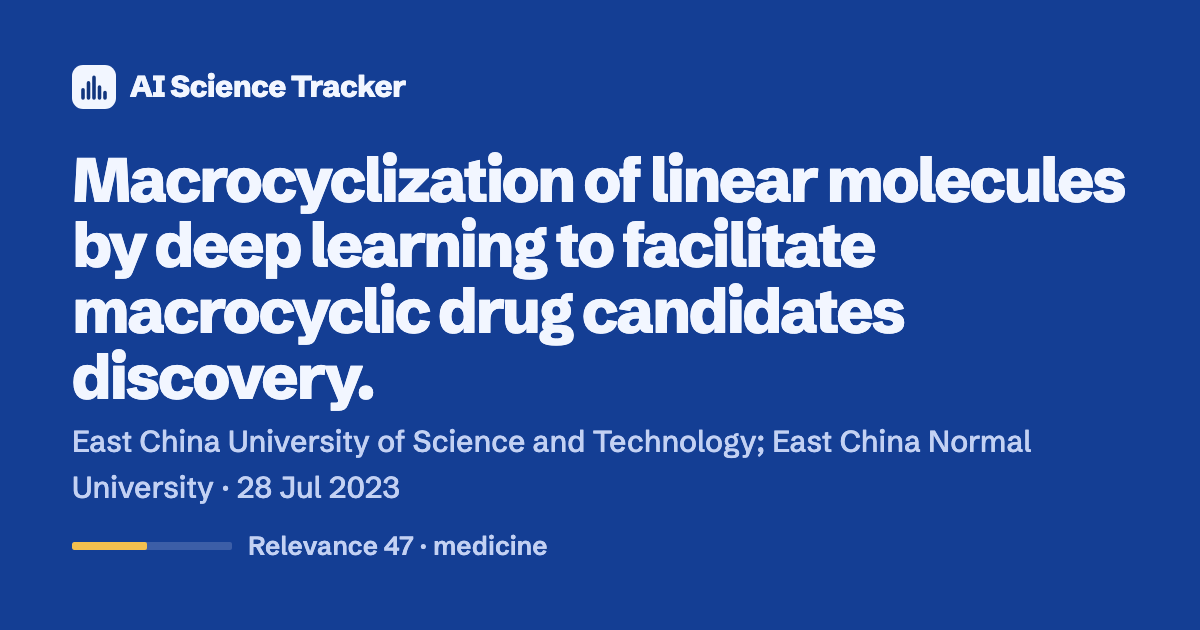 AI Science Tracker
Macrocyclization of linear molecules
by deep learning to facilitate
macrocyclic drug candidates
discovery.
East China University of Science and Technology; East China Normal
University · 28 Jul 2023
Relevance 47 · medicine